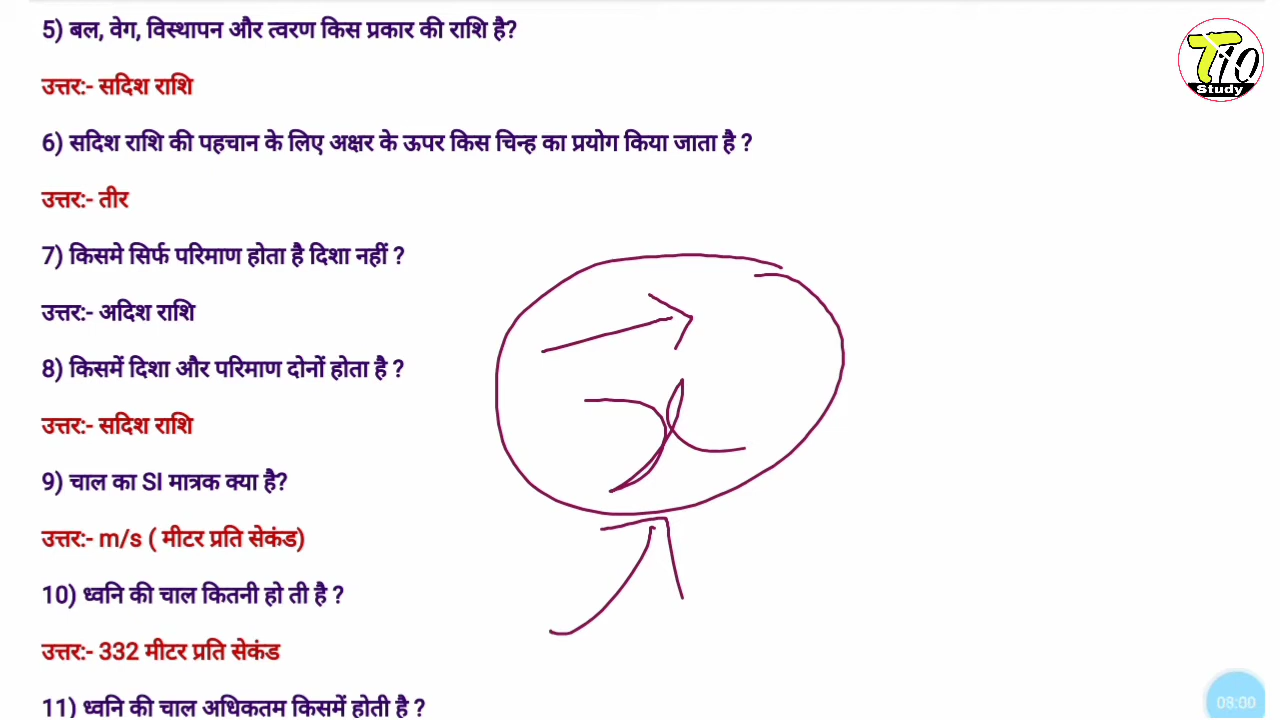 5) बल, वेग, विस्थापन और त्वरण किस प्रकार की राशि है?
उत्तर:- सदिश राशि
6) सदिश राशि की पहचान के लिए अक्षर के ऊपर किस चिन्ह का प्रयोग किया जाता है ?
उत्तर:- तीर
7) किसमे सिर्फ परिमाण होता है दिशा नहीं ?
उत्तर:- अदिश राशि
8) किसमें दिशा और परिमाण दोनों होता है ?
उत्तर:- सदिश राशि
9) चाल का SI मात्रक क्या है?
उत्तर:- m/s ( मीटर प्रति सेकंड)
10) ध्वनि की चाल कितनी हो ती है ?
उत्तर:- 332 मीटर प्रति सेकंड
11) ध्वनि की चाल अधिकतम किसमें होती है ?
x
T10
Study
08:00